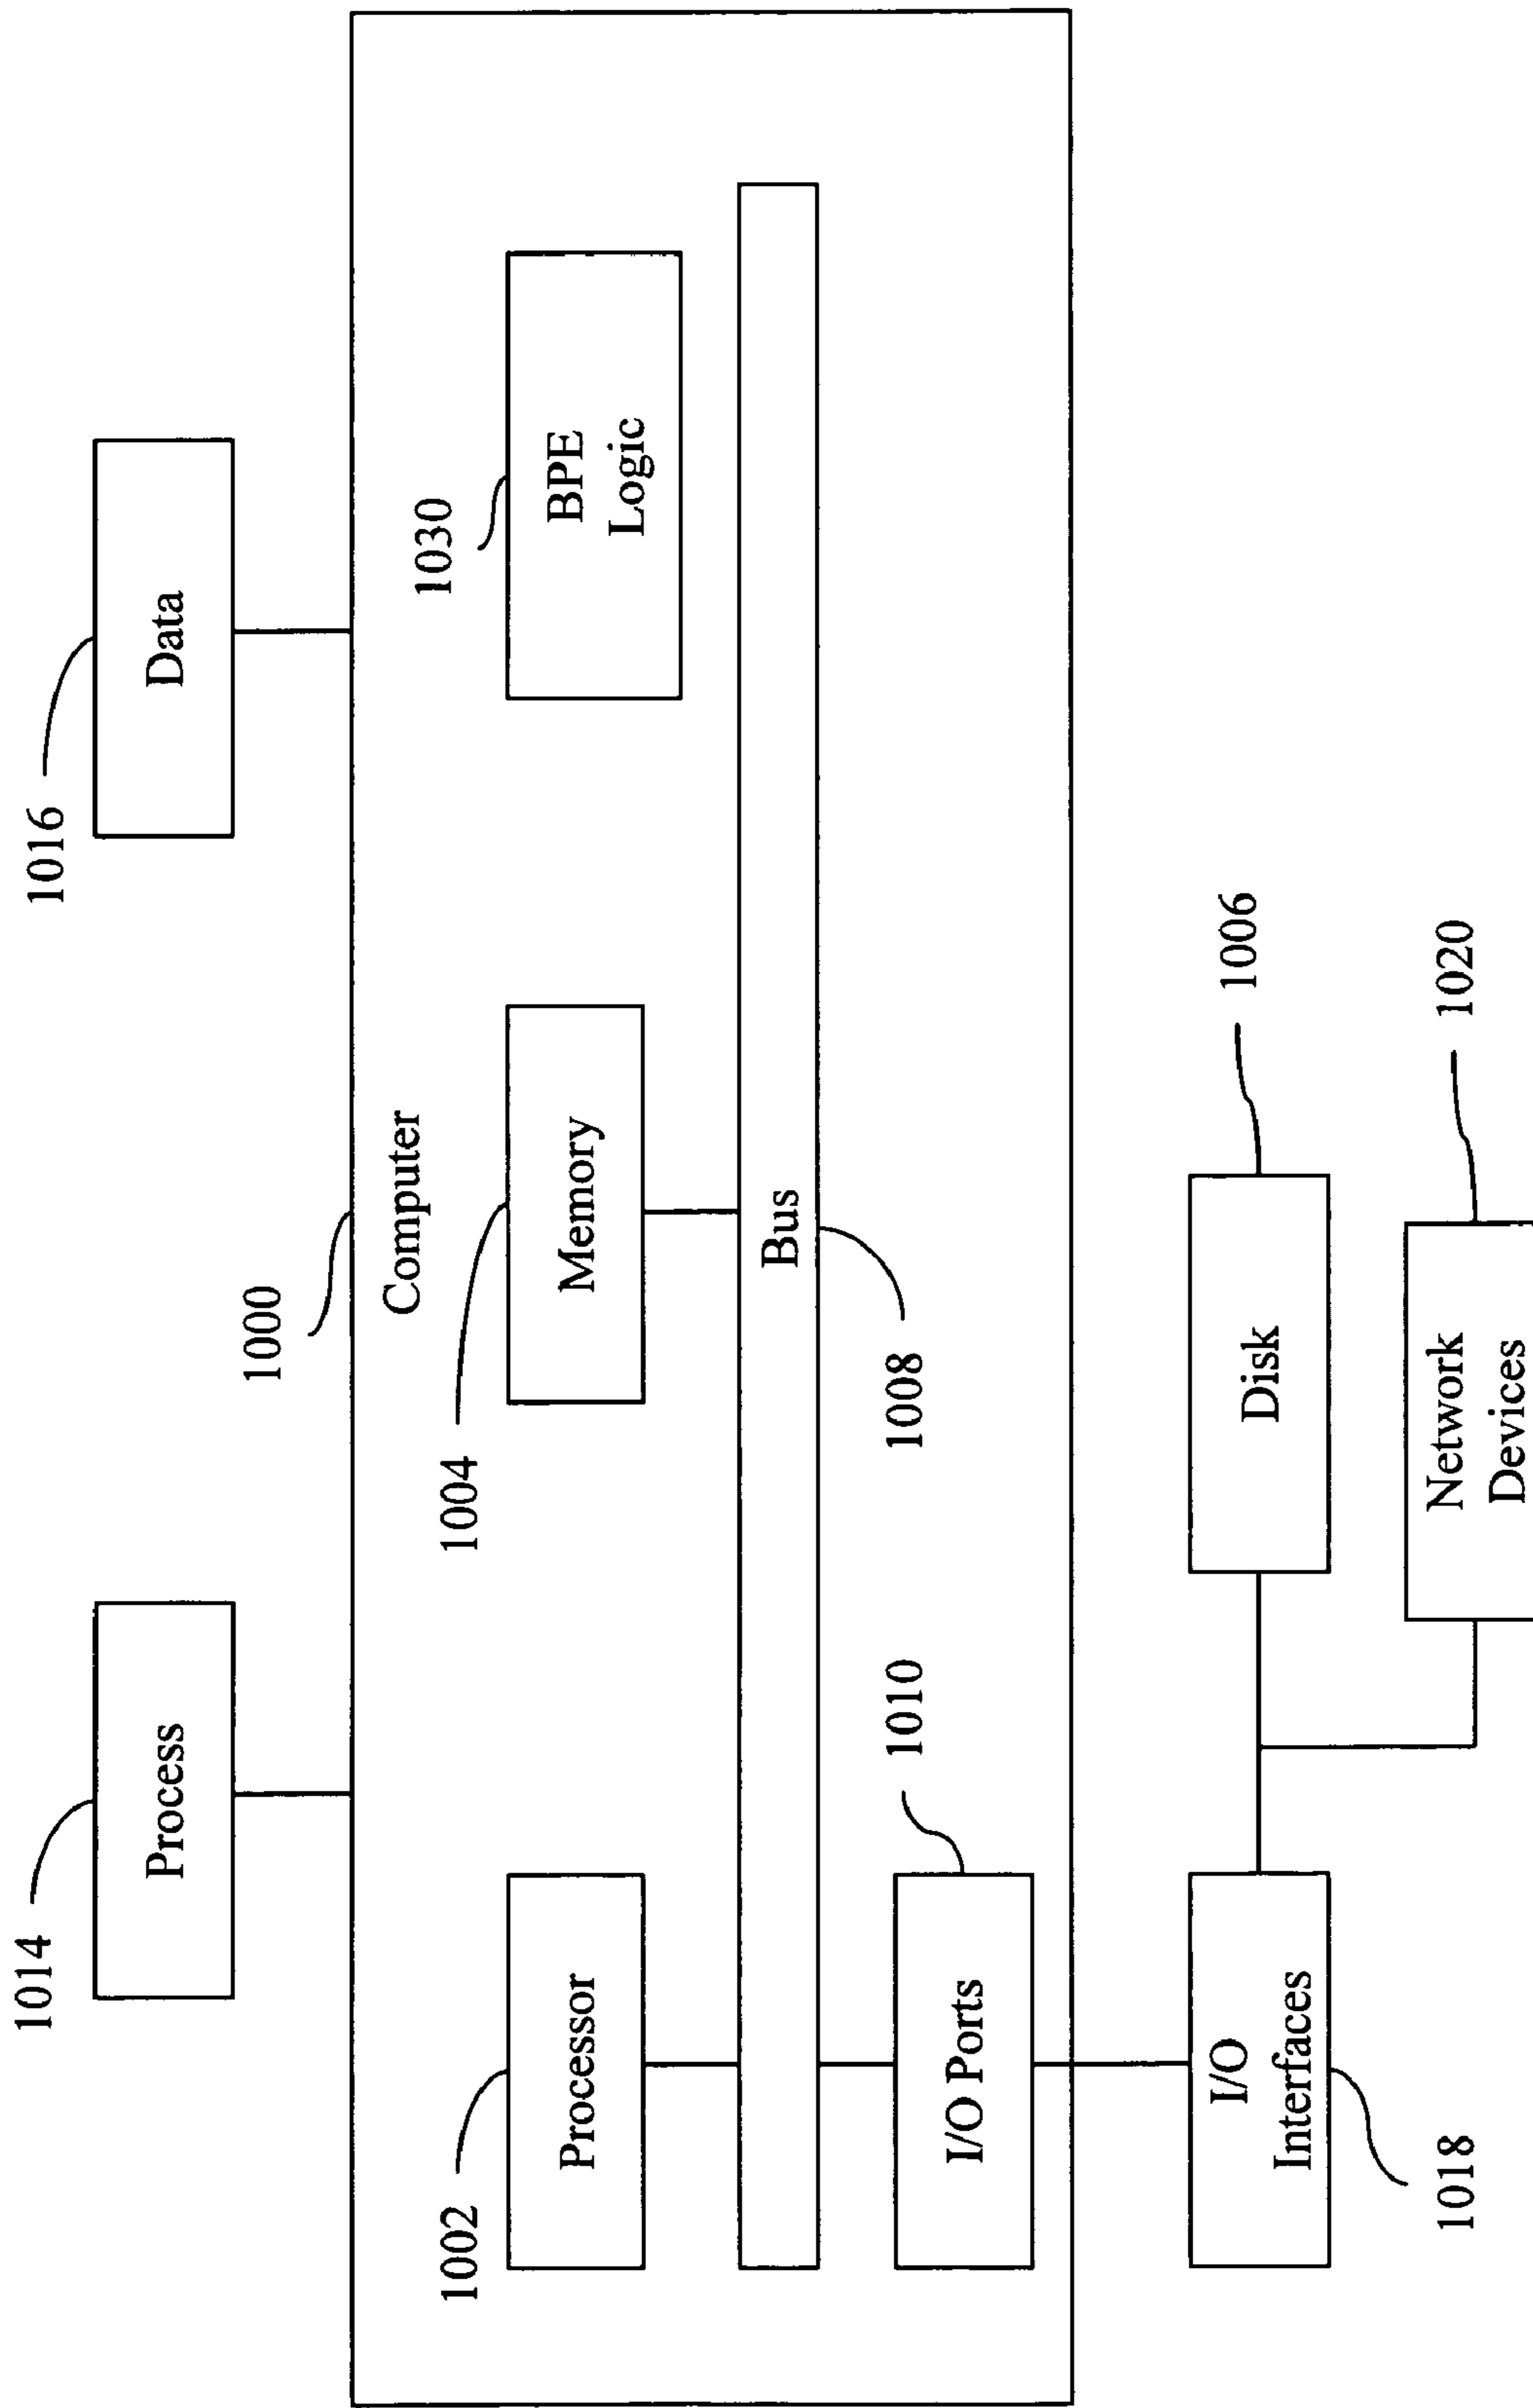 1014
Process
1016
Data
1000
Computer
1002
Processor
1004
Memory
1030
BPE
Logic
Bus
1008
I/O Ports
1010
I/O
Interfaces
1018
Disk
1006
Network
Devices
1020